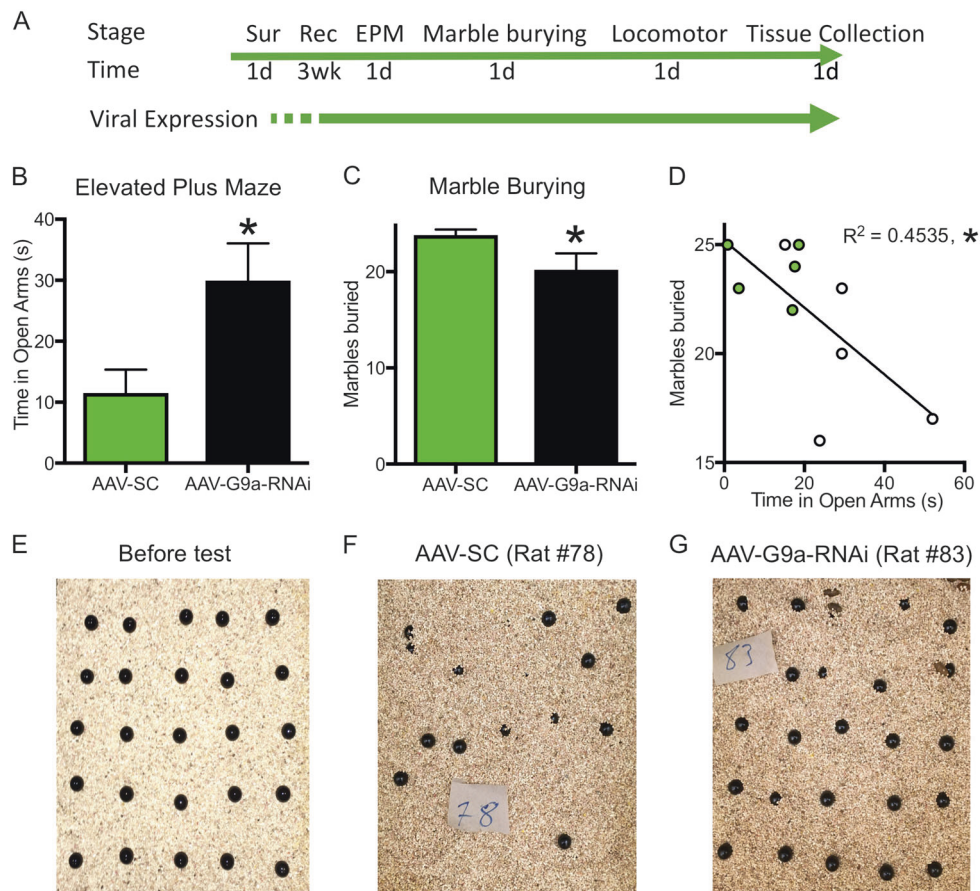 A
Stage Sur Rec EPM Marble burying Locomotor Tissue Collection
Time 1d 3wk 1d 1d 1d 1d
Viral Expression
B Elevated Plus Maze
Time in Open Arms (s)
40
30
20
10
0
AAV-SC AAV-G9a-RNAi
*
C Marble Burying
Marbles buried
20
10
0
AAV-SC AAV-G9a-RNAi
*
D
R² = 0.4535, *
Marbles buried
25
20
15
0 20 40 60
Time in Open Arms (s)
E Before test
F AAV-SC (Rat #78)
78
G AAV-G9a-RNAi (Rat #83)
83